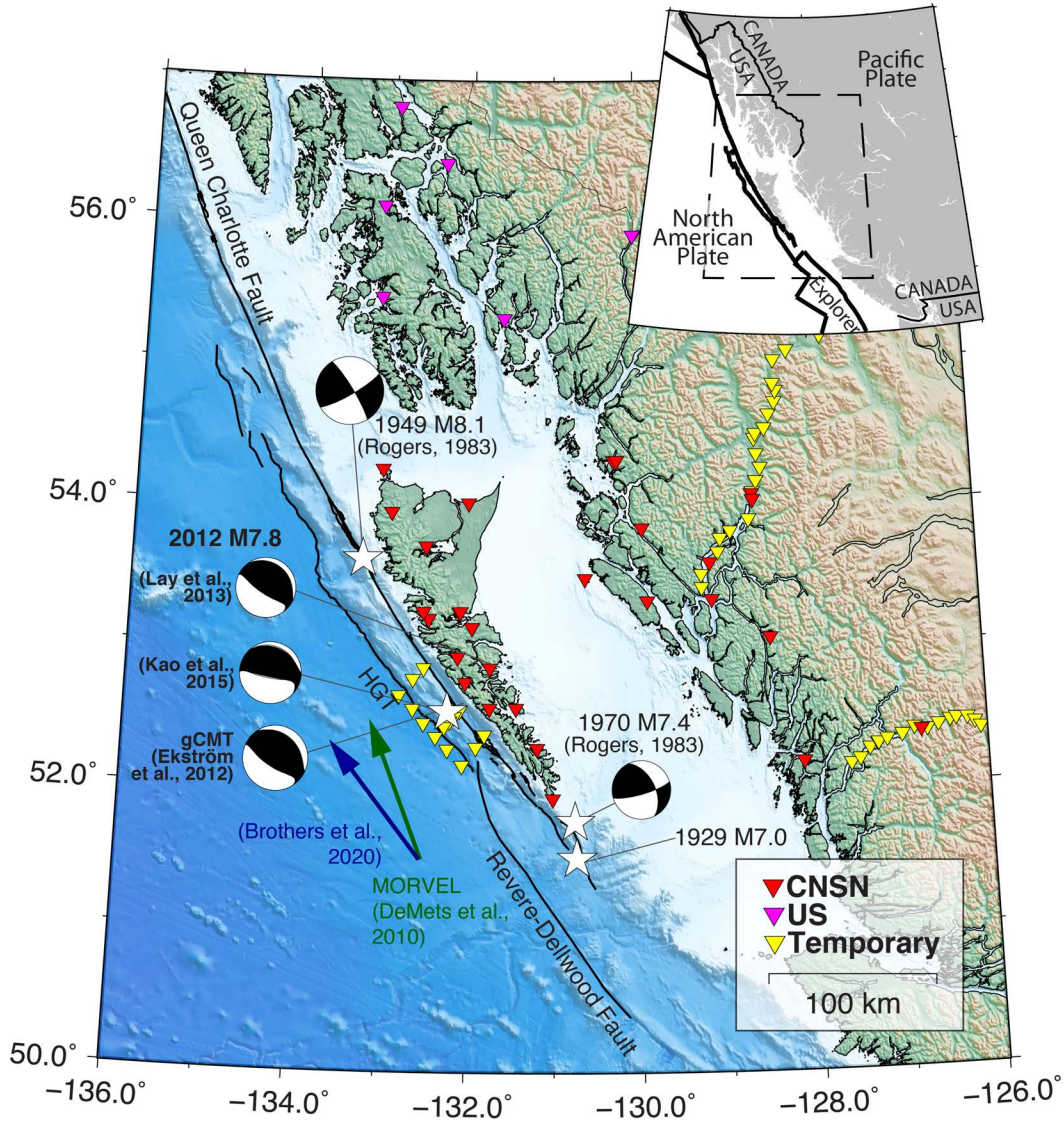 CANADA
USA
Pacific
Plate
North
American
Plate
Explorer
CANADA
USA
56.0°
54.0°
52.0°
50.0°
Queen Charlotte Fault
1949 M8.1
(Rogers, 1983)
2012 M7.8
(Lay et al.,
2013)
(Kao et al.,
2015)
gCMT
(Ekström
et al., 2012)
HGT
1970 M7.4
(Rogers, 1983)
1929 M7.0
(Brothers et al.,
2020)
MORVEL
(DeMets et al.,
2010)
Revere-Dellwood Fault
CNSN
US
Temporary
100 km
−136.0°
−134.0°
−132.0°
−130.0°
−128.0°
−126.0°